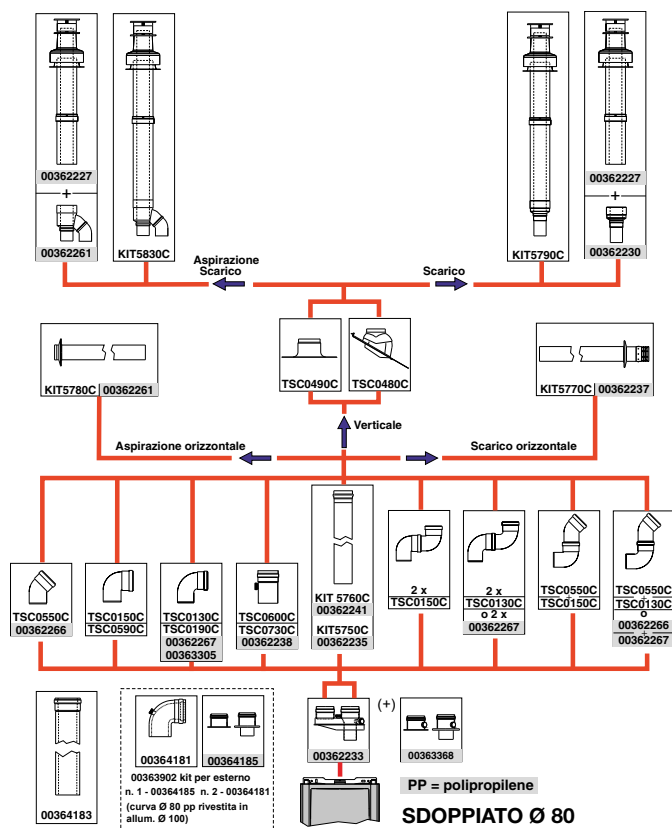 00362227
+
00362261
KIT5830C
KIT5790C
00362227
+
00362230
Aspirazione
Scarico
Scarico
TSC0490C
TSC0480C
KIT5780C 00362261
KIT5770C 00362237
Verticale
Aspirazione orizzontale
Scarico orizzontale
TSC0550C
00362266
TSC0150C
TSC0590C
TSC0130C
TSC0190C
00362267
00363305
TSC0600C
TSC0730C
00362238
KIT 5760C
00362241
KIT5750C
00362235
2 x
TSC0150C
2 x
TSC0130C
o 2 x
00362267
TSC0550C
+
TSC0150C
TSC0550C
+
TSC0130C
o
00362266
+
00362267
00364183
00364181
00364185
00363902 kit per esterno
n. 1 - 00364185 n. 2 - 00364181
(curva Ø 80 pp rivestita in
allum. Ø 100)
00362233
(+)
00363368
PP = polipropilene
SDOPPIATO Ø 80